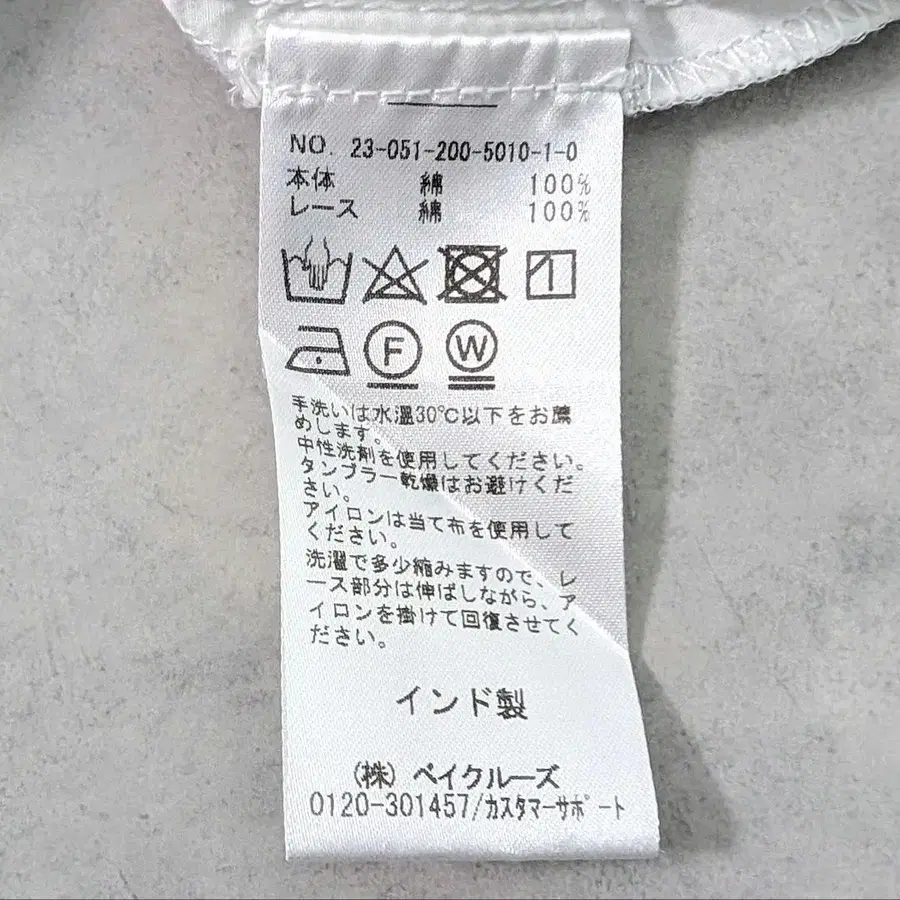 NO. 23-051-200-5010-1-0
本体 綿 100%
レース 綿 100%
F W
手洗いは水温30℃以下をお薦
めします。
中性洗剤を使用してください。
タンブラー乾燥はお避けくだ
さい。
アイロンは当て布を使用して
ください。
洗濯で多少縮みますので、レ
ース部分は伸ばしながら、ア
イロンを掛けて回復させてく
ださい。
インド製
(株) ベイクルーズ
0120-301457/カスタマーサポート